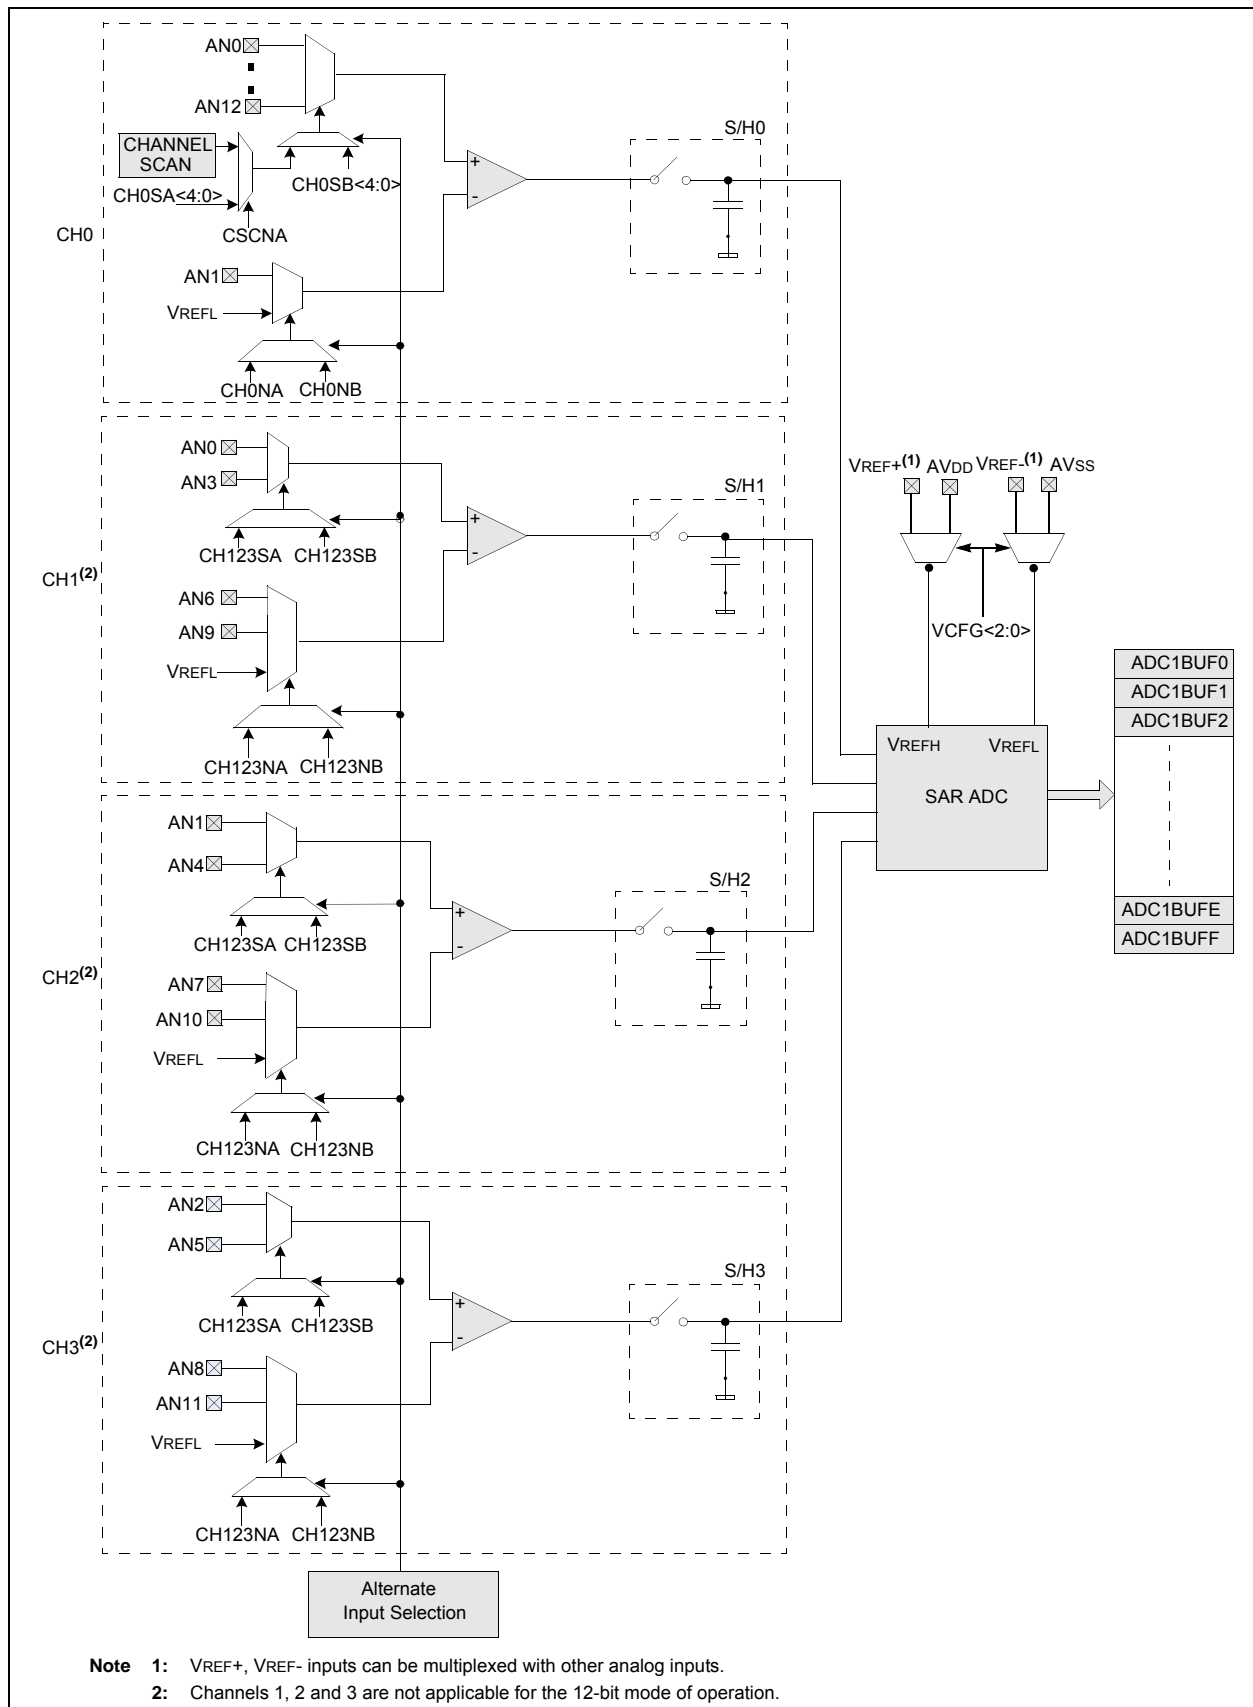 AN0
AN12
CHANNEL
SCAN
CH0SA<4:0>
CH0SB<4:0>
CSCNA
CH0
AN1
VREFL
CH0NA
CH0NB
+
-
S/H0
AN0
AN3
CH123SA
CH123SB
CH1(2)
AN6
AN9
VREFL
CH123NA
CH123NB
+
-
S/H1
VREF+(1) AVDD VREF-(1) AVSS
VCFG<2:0>
VREFH
VREFL
SAR ADC
ADC1BUF0
ADC1BUF1
ADC1BUF2
ADC1BUFE
ADC1BUFF
AN1
AN4
CH123SA CH123SB
CH2(2)
AN7
AN10
VREFL
CH123NA CH123NB
+
-
S/H2
AN2
AN5
CH123SA CH123SB
CH3(2)
AN8
AN11
VREFL
CH123NA CH123NB
+
-
S/H3
Alternate
Input Selection
Note 1: VREF+, VREF- inputs can be multiplexed with other analog inputs.
2: Channels 1, 2 and 3 are not applicable for the 12-bit mode of operation.